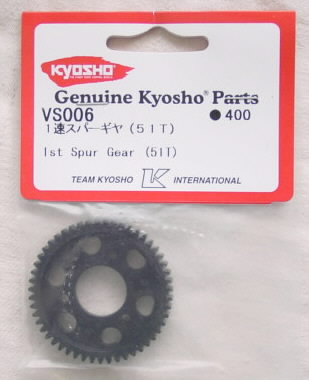 KYOSHO
Genuine Kyosho® Parts
VS006 ●400
1速スパーギヤ(51T)
1st Spur Gear (51T)
TEAM KYOSHO K INTERNATIONAL